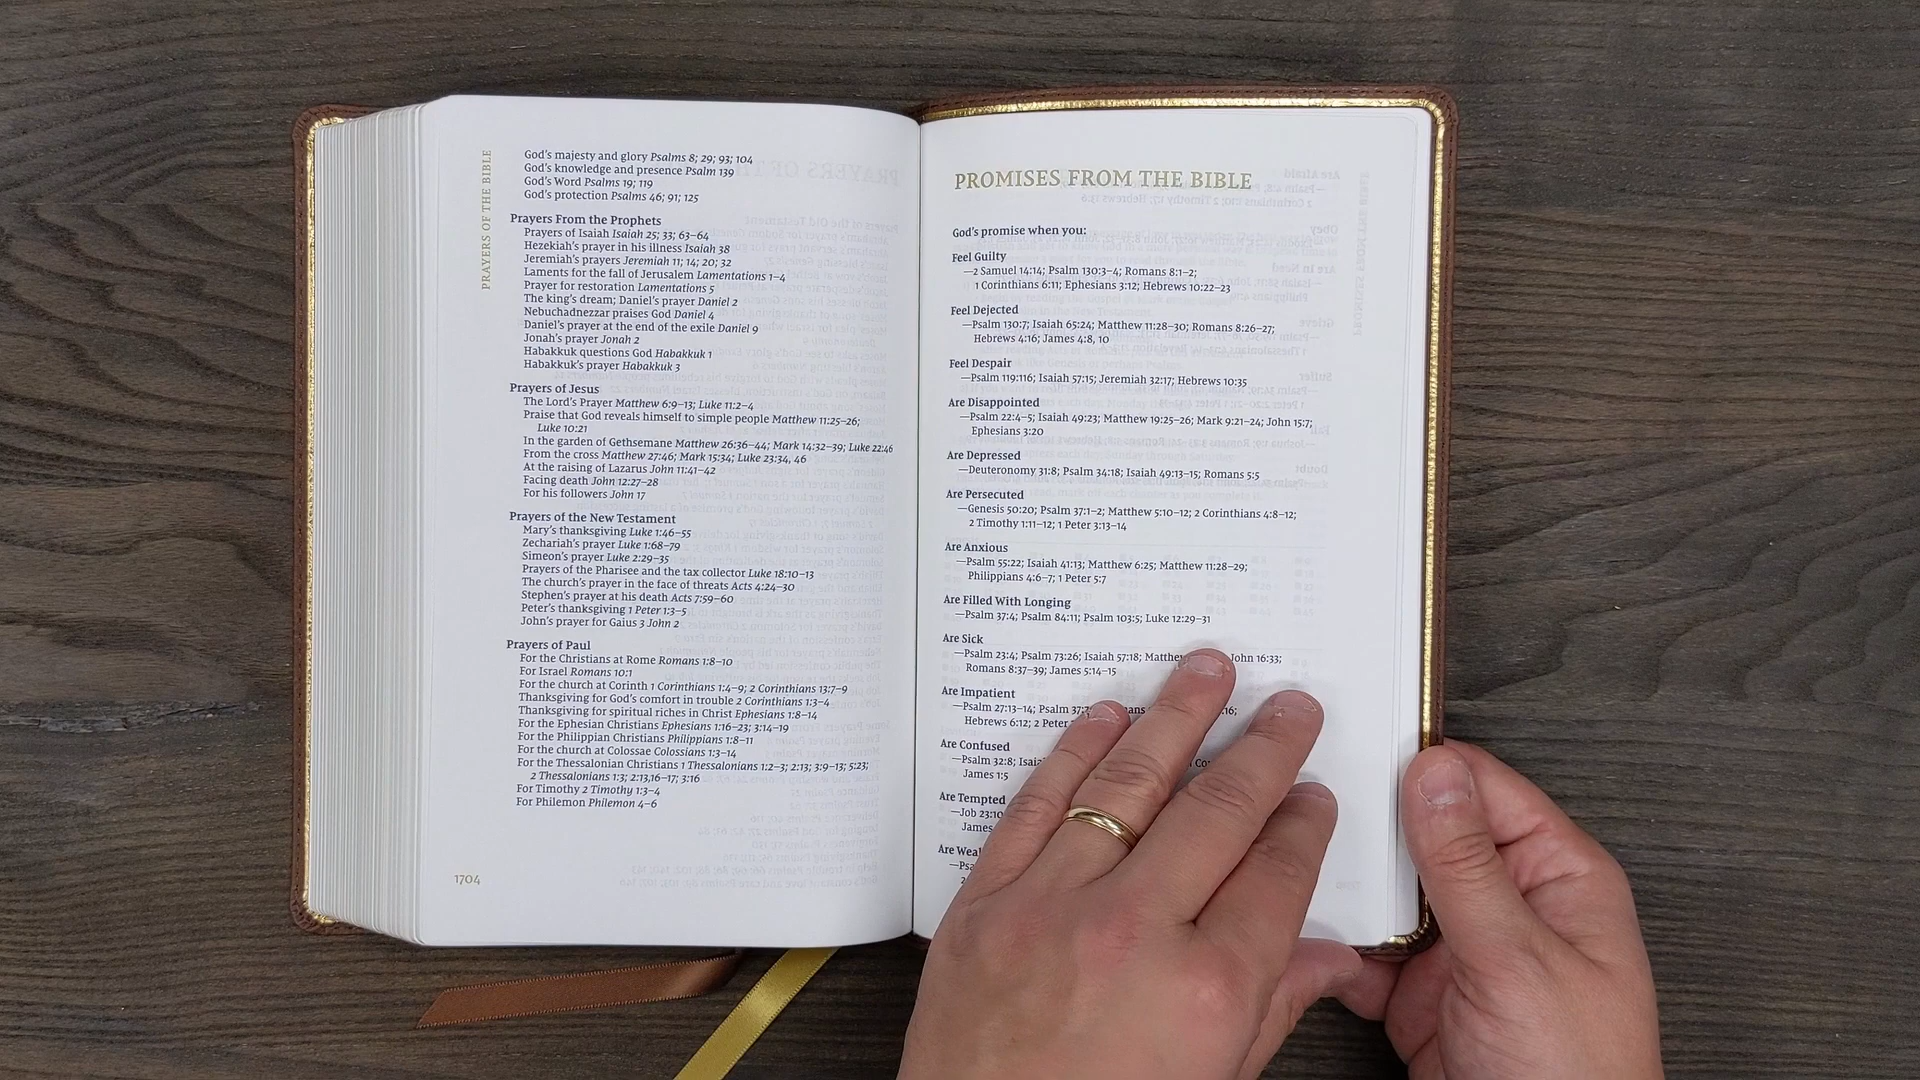 PRAYERS OF THE BIBLE
God's majesty and glory Psalms 8; 29; 93; 104
God's knowledge and presence Psalm 139
God's Word Psalms 19; 119
God's protection Psalms 46; 91; 125
Prayers From the Prophets
Prayers of Isaiah Isaiah 25; 33; 63–64
Hezekiah's prayer in his illness Isaiah 38
Jeremiah's prayers Jeremiah 11; 14; 20; 32
Laments for the fall of Jerusalem Lamentations 1–4
Prayer for restoration Lamentations 5
The king's dream; Daniel's prayer Daniel 2
Nebuchadnezzar praises God Daniel 4
Daniel's prayer at the end of the exile Daniel 9
Jonah's prayer Jonah 2
Habakkuk questions God Habakkuk 1
Habakkuk's prayer Habakkuk 3
Prayers of Jesus
The Lord's Prayer Matthew 6:9–13; Luke 11:2–4
Praise that God reveals himself to simple people Matthew 11:25–26;
Luke 10:21
In the garden of Gethsemane Matthew 26:36–44; Mark 14:32–39; Luke 22:46
From the cross Matthew 27:46; Mark 15:34; Luke 23:34, 46
At the raising of Lazarus John 11:41–42
Facing death John 12:27–28
For his followers John 17
Prayers of the New Testament
Mary's thanksgiving Luke 1:46–55
Zechariah's prayer Luke 1:68–79
Simeon's prayer Luke 2:29–35
Prayers of the Pharisee and the tax collector Luke 18:10–13
The church's prayer in the face of threats Acts 4:24–30
Stephen's prayer at his death Acts 7:59–60
Peter's thanksgiving 1 Peter 1:3–5
John's prayer for Gaius 3 John 2
Prayers of Paul
For the Christians at Rome Romans 1:8–10
For Israel Romans 10:1
For the church at Corinth 1 Corinthians 1:4–9; 2 Corinthians 13:7–9
Thanksgiving for God's comfort in trouble 2 Corinthians 1:3–4
Thanksgiving for spiritual riches in Christ Ephesians 1:8–14
For the Ephesian Christians Ephesians 1:16–23; 3:14–19
For the Philippian Christians Philippians 1:8–11
For the church at Colossae Colossians 1:3–14
For the Thessalonian Christians 1 Thessalonians 1:2–3; 2:13; 3:9–13; 5:23;
2 Thessalonians 1:3; 2:13,16–17; 3:16
For Timothy 2 Timothy 1:3–4
For Philemon Philemon 4–6
1704
PROMISES FROM THE BIBLE
God's promise when you:
Feel Guilty
—2 Samuel 14:14; Psalm 130:3–4; Romans 8:1–2;
1 Corinthians 6:11; Ephesians 3:12; Hebrews 10:22–23
Feel Dejected
—Psalm 130:7; Isaiah 65:24; Matthew 11:28–30; Romans 8:26–27;
Hebrews 4:16; James 4:8, 10
Feel Despair
—Psalm 119:116; Isaiah 57:15; Jeremiah 32:17; Hebrews 10:35
Are Disappointed
—Psalm 22:4–5; Isaiah 49:23; Matthew 19:25–26; Mark 9:21–24; John 15:7;
Ephesians 3:20
Are Depressed
—Deuteronomy 31:8; Psalm 34:18; Isaiah 49:13–15; Romans 5:5
Are Persecuted
—Genesis 50:20; Psalm 37:1–2; Matthew 5:10–12; 2 Corinthians 4:8–12;
2 Timothy 1:11–12; 1 Peter 3:13–14
Are Anxious
—Psalm 55:22; Isaiah 41:13; Matthew 6:25; Matthew 11:28–29;
Philippians 4:6–7; 1 Peter 5:7
Are Filled With Longing
—Psalm 37:4; Psalm 84:11; Psalm 103:5; Luke 12:29–31
Are Sick
—Psalm 23:4; Psalm 73:26; Isaiah 57:18; John 16:33;
Romans 8:37–39; James 5:14–15
Are Impatient
—Psalm 27:13–14; Psalm
Hebrews 6:12; 2 Peter
Are Confused
—Psalm 32:8;
James 1:5
Are Tempted
—Job 23:10
James
Are